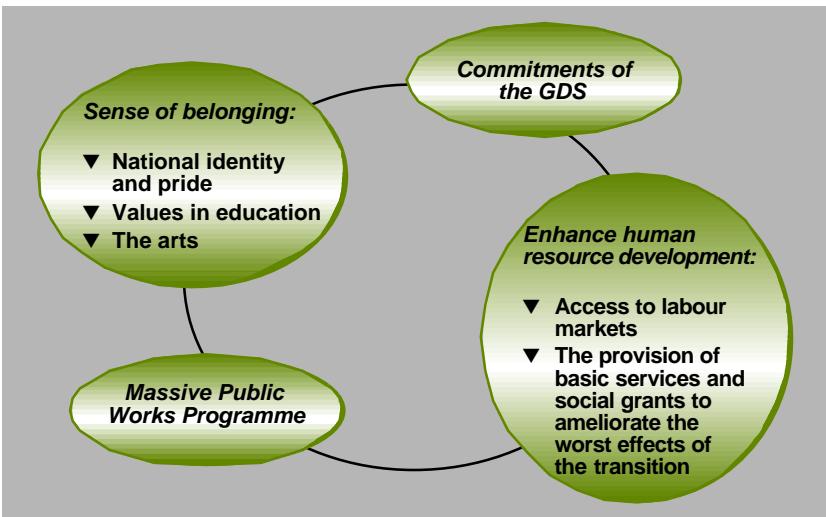 Commitments of
the GDS
Sense of belonging:
▼ National identity
and pride
▼ Values in education
▼ The arts
Enhance human
resource development:
▼ Access to labour
markets
▼ The provision of
basic services and
social grants to
ameliorate the
worst effects of
the transition
Massive Public
Works Programme